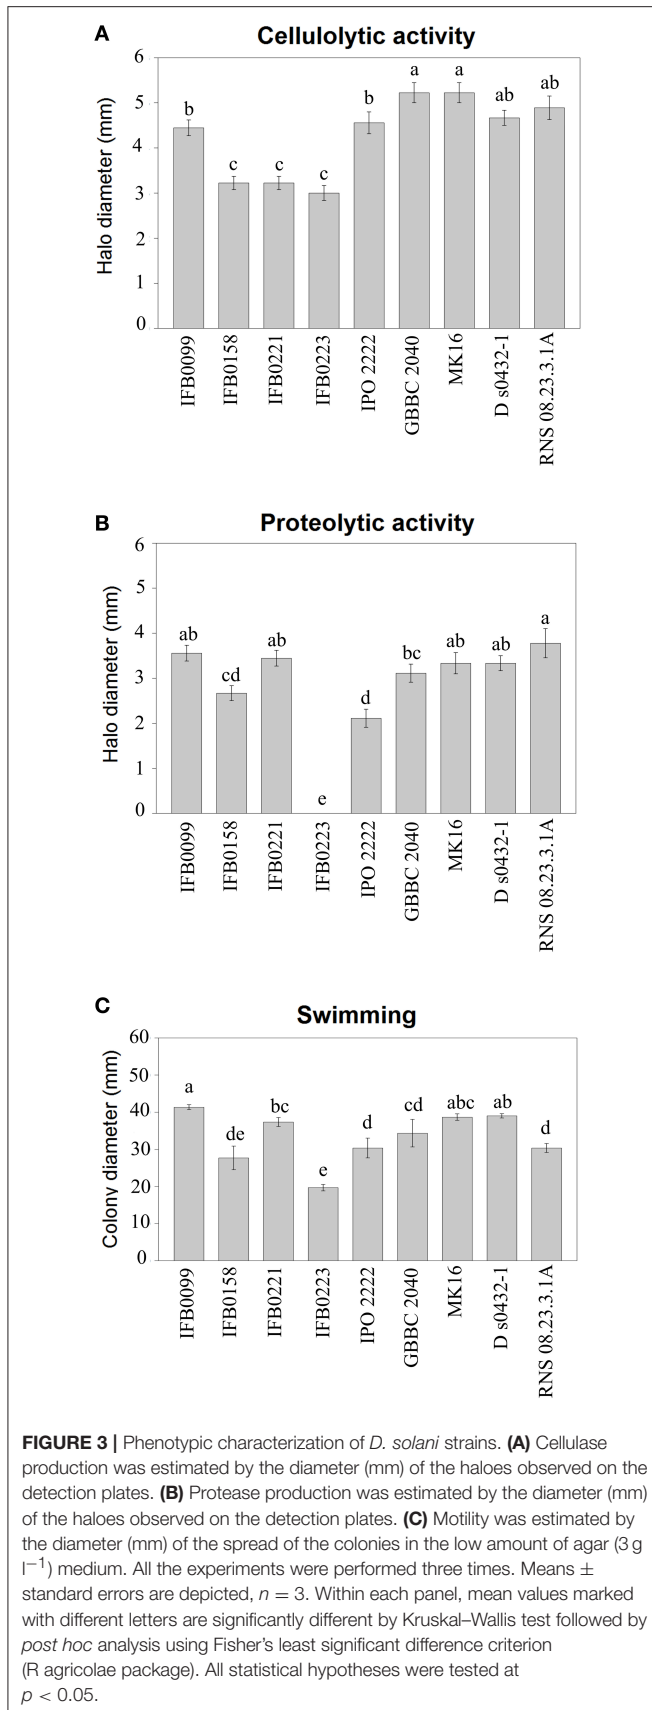 A
Cellulolytic activity
Halo diameter (mm)
6
5
4
3
2
1
0
b
c
c
c
b
a
a
ab
ab
IFB0099
IFB0158
IFB0221
IFB0223
IPO 2222
GBBC 2040
MK16
D s0432-1
RNS 08.23.3.1A
B
Proteolytic activity
Halo diameter (mm)
6
5
4
3
2
1
0
ab
cd
ab
e
d
bc
ab
ab
a
IFB0099
IFB0158
IFB0221
IFB0223
IPO 2222
GBBC 2040
MK16
D s0432-1
RNS 08.23.3.1A
C
Swimming
Colony diameter (mm)
60
50
40
30
20
10
0
a
de
bc
e
d
cd
abc
ab
d
IFB0099
IFB0158
IFB0221
IFB0223
IPO 2222
GBBC 2040
MK16
D s0432-1
RNS 08.23.3.1A
FIGURE 3 | Phenotypic characterization of D. solani strains. (A) Cellulase
production was estimated by the diameter (mm) of the haloes observed on the
detection plates. (B) Protease production was estimated by the diameter (mm)
of the haloes observed on the detection plates. (C) Motility was estimated by
the diameter (mm) of the spread of the colonies in the low amount of agar (3 g
l−1) medium. All the experiments were performed three times. Means ±
standard errors are depicted, n = 3. Within each panel, mean values marked
with different letters are significantly different by Kruskal–Wallis test followed by
post hoc analysis using Fisher's least significant difference criterion
(R agricolae package). All statistical hypotheses were tested at
p < 0.05.